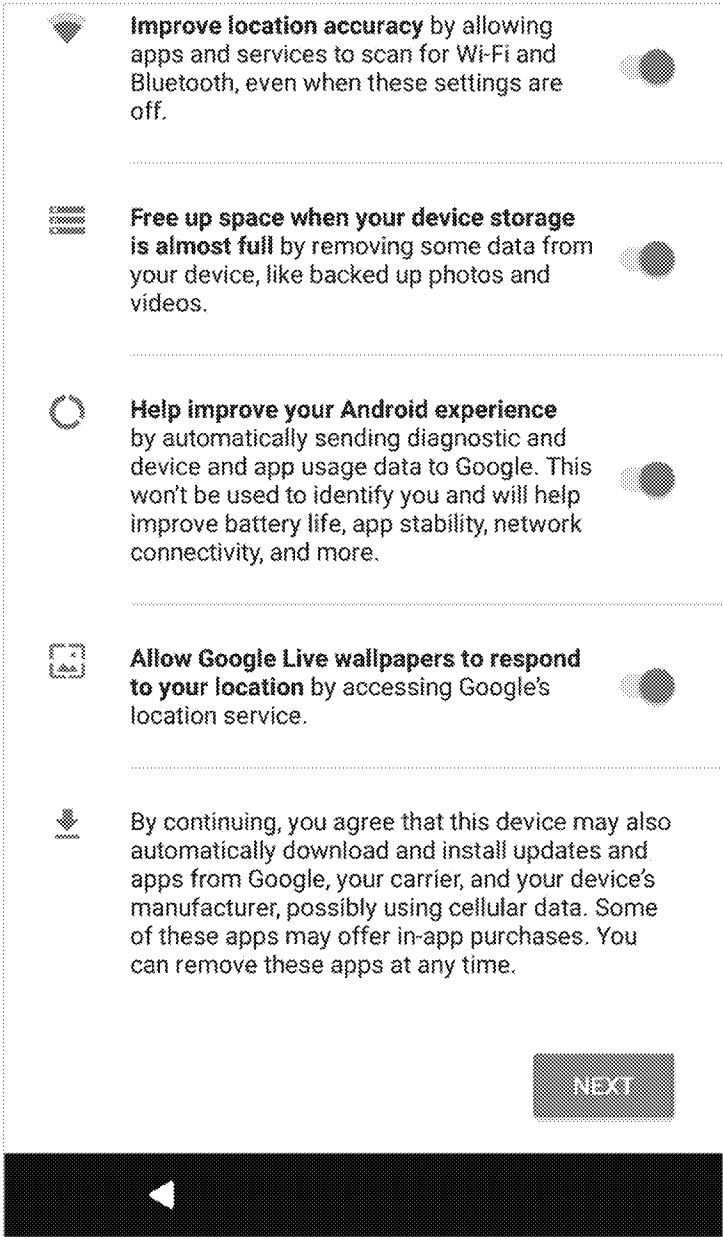 Improve location accuracy by allowing
apps and services to scan for Wi-Fi and
Bluetooth, even when these settings are
off.
Free up space when your device storage
is almost full by removing some data from
your device, like backed up photos and
videos.
Help improve your Android experience
by automatically sending diagnostic and
device and app usage data to Google. This
won't be used to identify you and will help
improve battery life, app stability, network
connectivity, and more.
Allow Google Live wallpapers to respond
to your location by accessing Google's
location service.
By continuing, you agree that this device may also
automatically download and install updates and
apps from Google, your carrier, and your device's
manufacturer, possibly using cellular data. Some
of these apps may offer in-app purchases. You
can remove these apps at any time.
NEXT